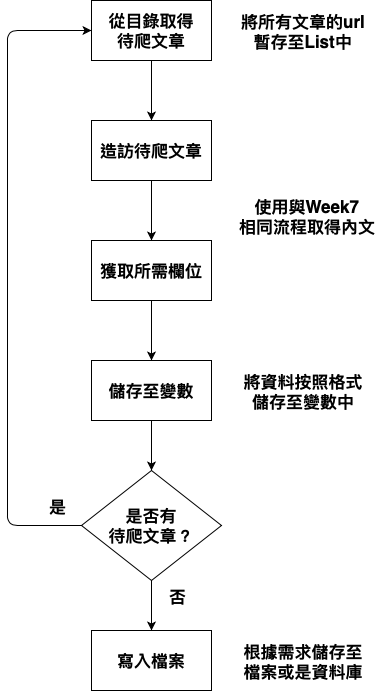 從目錄取得
待爬文章
將所有文章的url
暫存至List中
造訪待爬文章
使用與Week7
相同流程取得內文
獲取所需欄位
儲存至變數
將資料按照格式
儲存至變數中
是
是否有
待爬文章？
否
寫入檔案
根據需求儲存至
檔案或是資料庫